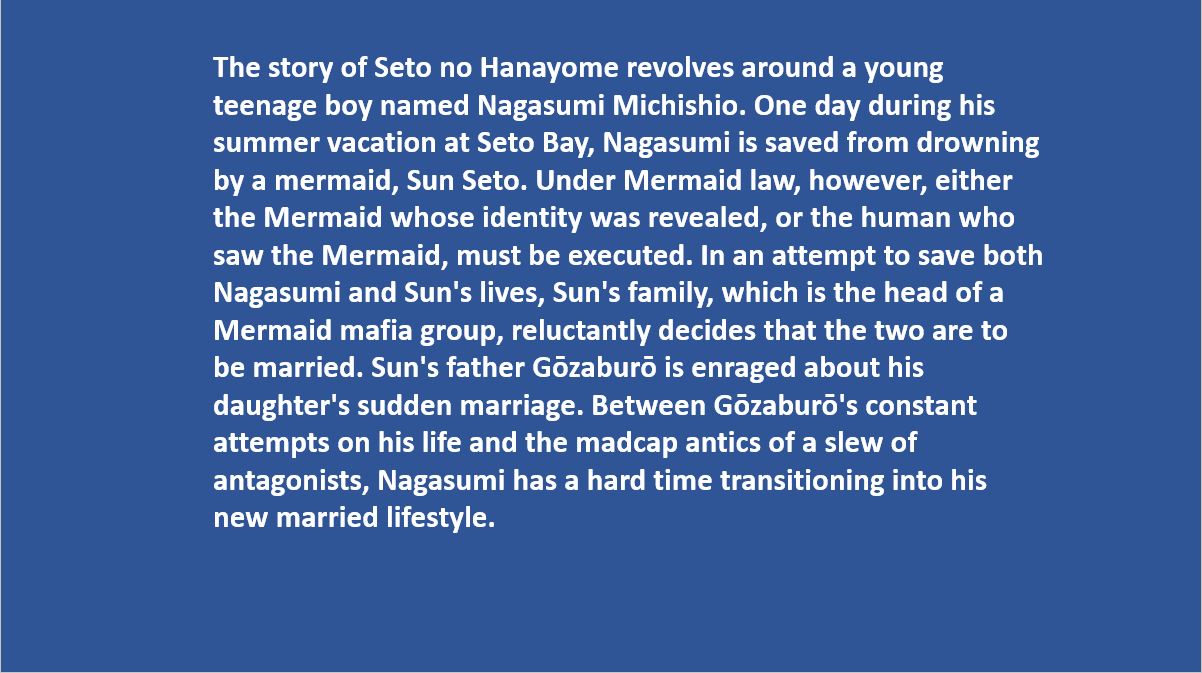 The story of Seto no Hanayome revolves around a young
teenage boy named Nagasumi Michishio. One day during his
summer vacation at Seto Bay, Nagasumi is saved from drowning
by a mermaid, Sun Seto. Under Mermaid law, however, either
the Mermaid whose identity was revealed, or the human who
saw the Mermaid, must be executed. In an attempt to save both
Nagasumi and Sun's lives, Sun's family, which is the head of a
Mermaid mafia group, reluctantly decides that the two are to
be married. Sun's father Gōzaburō is enraged about his
daughter's sudden marriage. Between Gōzaburō's constant
attempts on his life and the madcap antics of a slew of
antagonists, Nagasumi has a hard time transitioning into his
new married lifestyle.